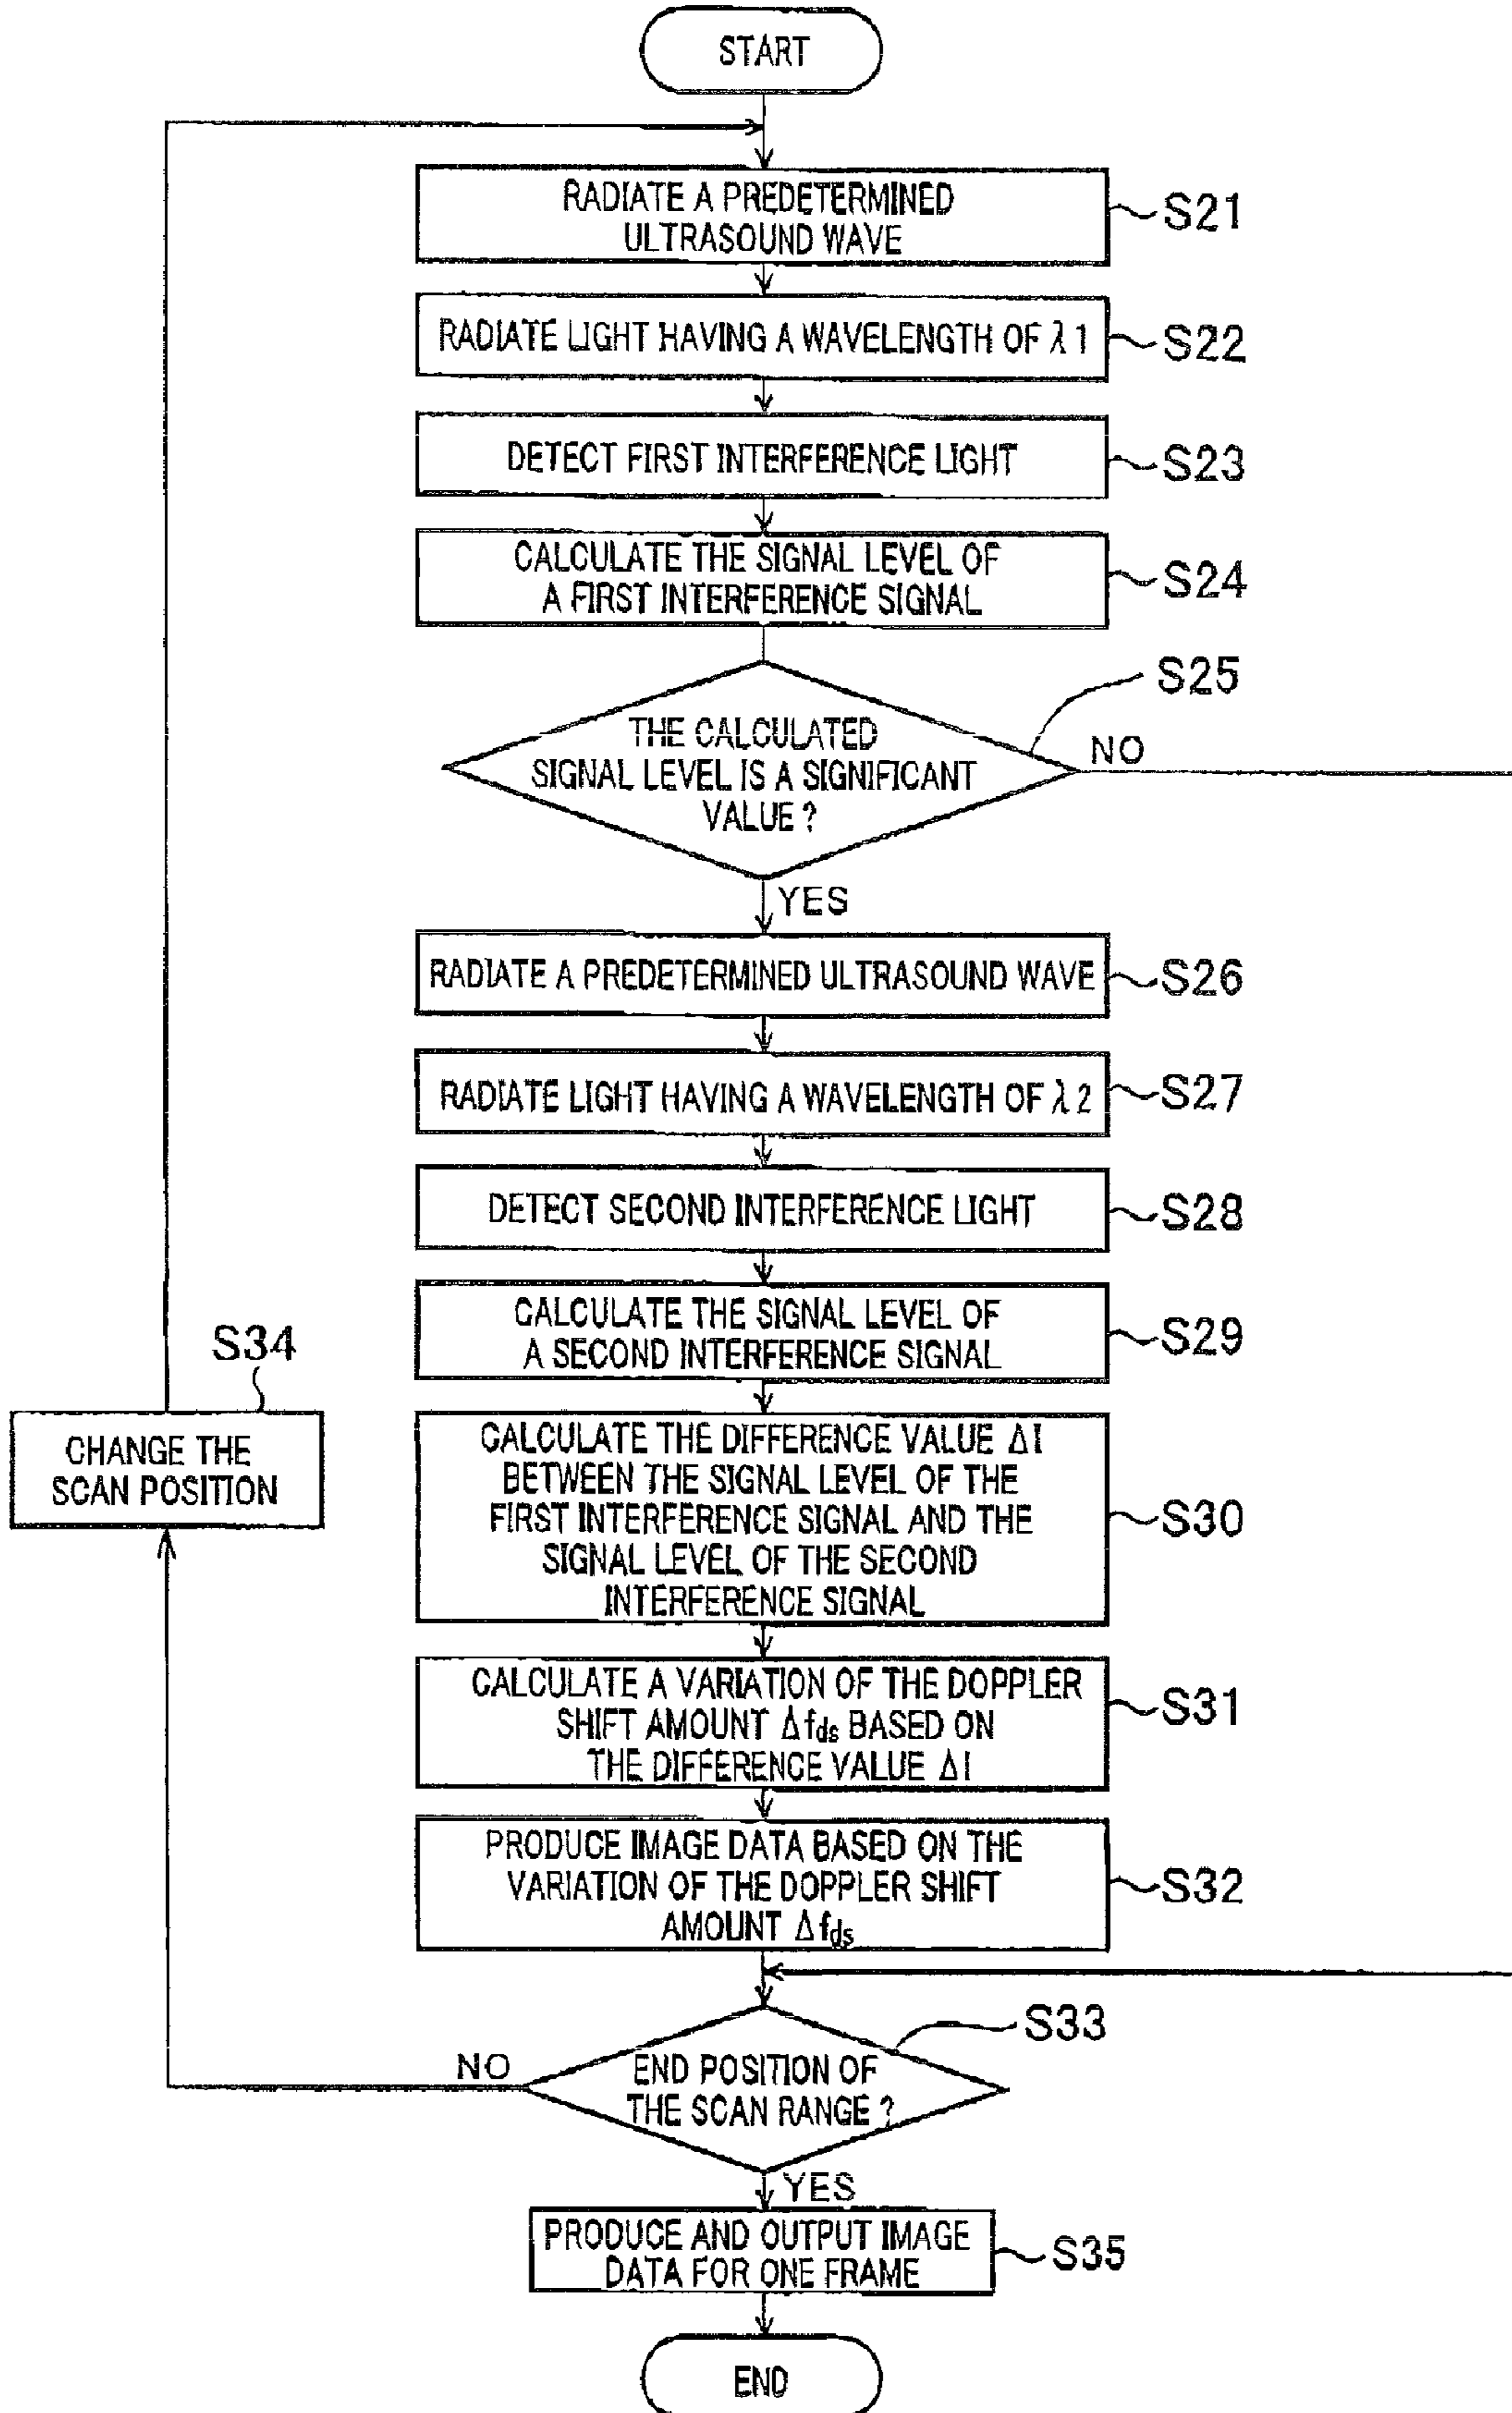 START
RADIATE A PREDETERMINED
ULTRASOUND WAVE
S21
RADIATE LIGHT HAVING A WAVELENGTH OF λ1
S22
DETECT FIRST INTERFERENCE LIGHT
S23
CALCULATE THE SIGNAL LEVEL OF
A FIRST INTERFERENCE SIGNAL
S24
S25
THE CALCULATED
SIGNAL LEVEL IS A SIGNIFICANT
VALUE?
NO
YES
RADIATE A PREDETERMINED ULTRASOUND WAVE
S26
RADIATE LIGHT HAVING A WAVELENGTH OF λ2
S27
DETECT SECOND INTERFERENCE LIGHT
S28
CALCULATE THE SIGNAL LEVEL OF
A SECOND INTERFERENCE SIGNAL
S29
S34
CHANGE THE
SCAN POSITION
CALCULATE THE DIFFERENCE VALUE ΔI
BETWEEN THE SIGNAL LEVEL OF THE
FIRST INTERFERENCE SIGNAL AND THE
SIGNAL LEVEL OF THE SECOND
INTERFERENCE SIGNAL
S30
CALCULATE A VARIATION OF THE DOPPLER
SHIFT AMOUNT Δfds BASED ON
THE DIFFERENCE VALUE ΔI
S31
PRODUCE IMAGE DATA BASED ON THE
VARIATION OF THE DOPPLER SHIFT
AMOUNT Δfds
S32
S33
NO
END POSITION OF
THE SCAN RANGE?
YES
PRODUCE AND OUTPUT IMAGE
DATA FOR ONE FRAME
S35
END